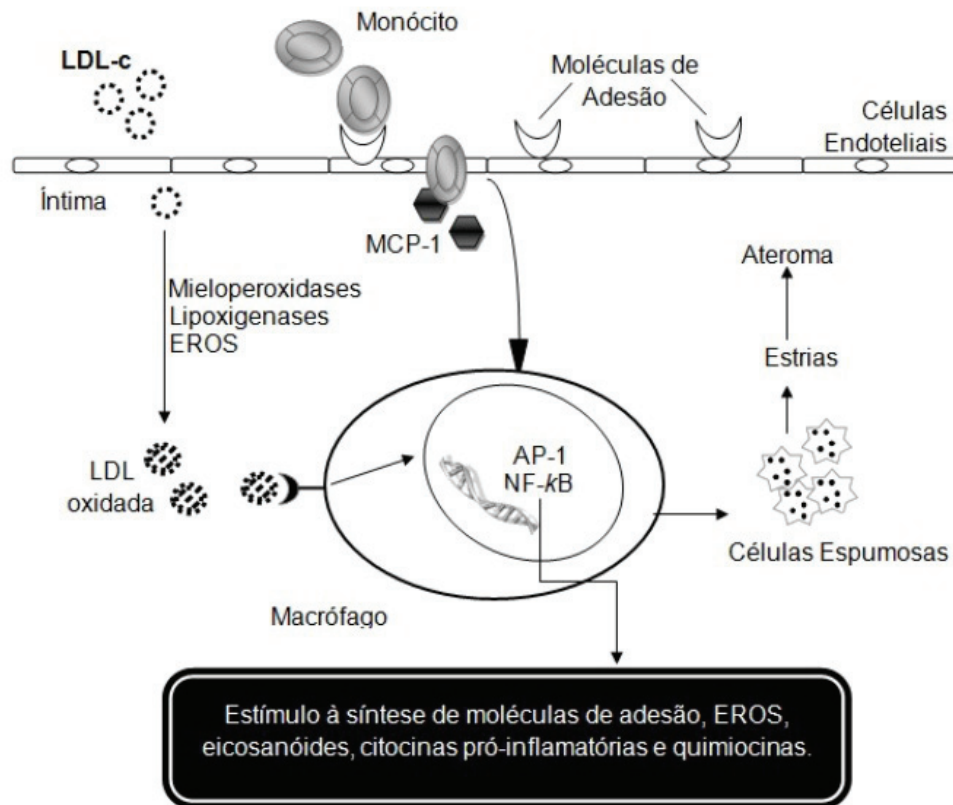 Monócito
LDL-c
Moléculas de
Adesão
Células
Endoteliais
Íntima
MCP-1
Ateroma
Mieloperoxidases
Lipoxigenases
EROS
Estrias
LDL
oxidada
AP-1
NF-kB
Células Espumosas
Macrófago
Estímulo à síntese de moléculas de adesão, EROS,
eicosanóides, citocinas pró-inflamatórias e quimiocinas.